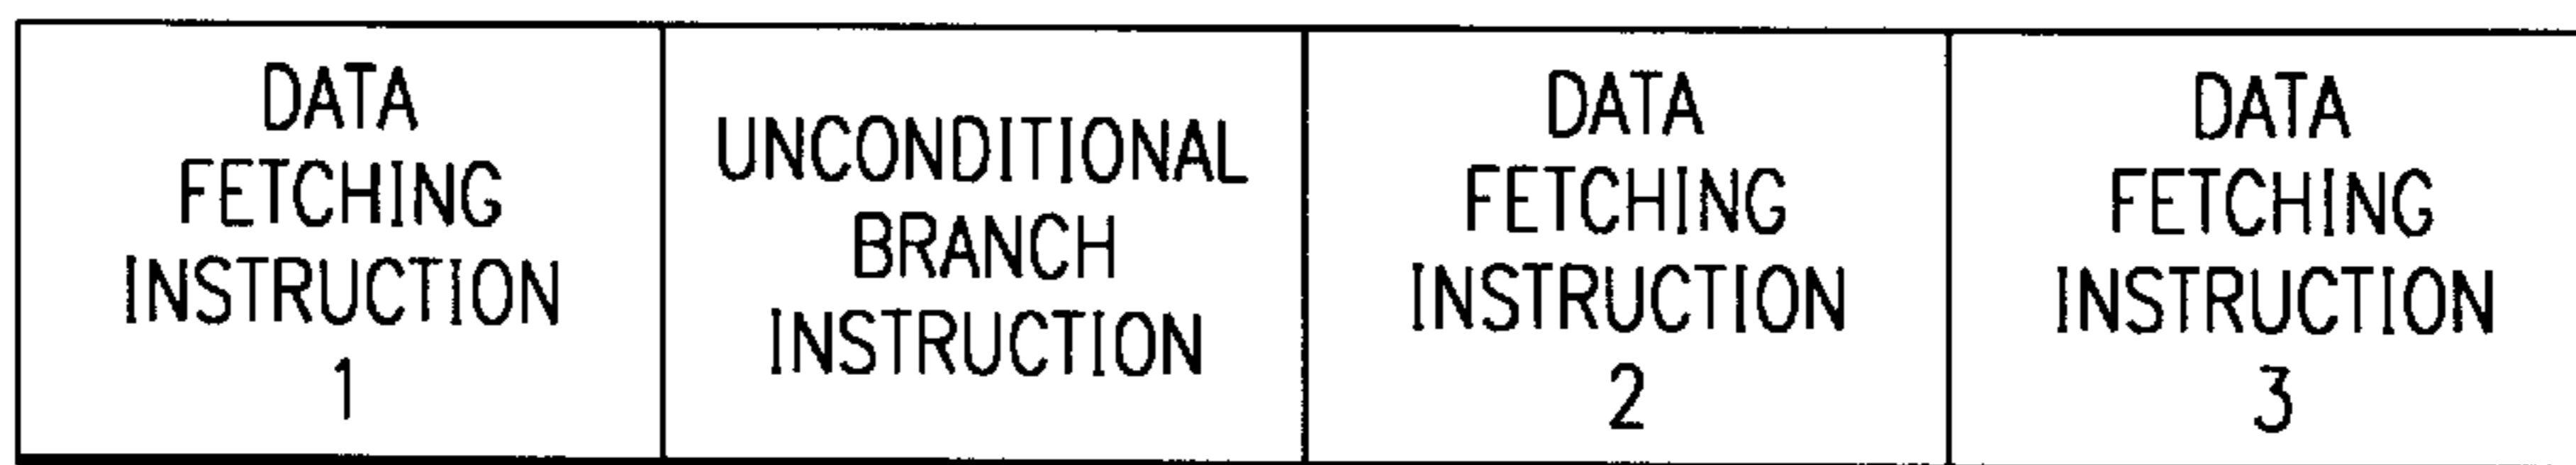 DATA
FETCHING
INSTRUCTION
1
UNCONDITIONAL
BRANCH
INSTRUCTION
DATA
FETCHING
INSTRUCTION
2
DATA
FETCHING
INSTRUCTION
3